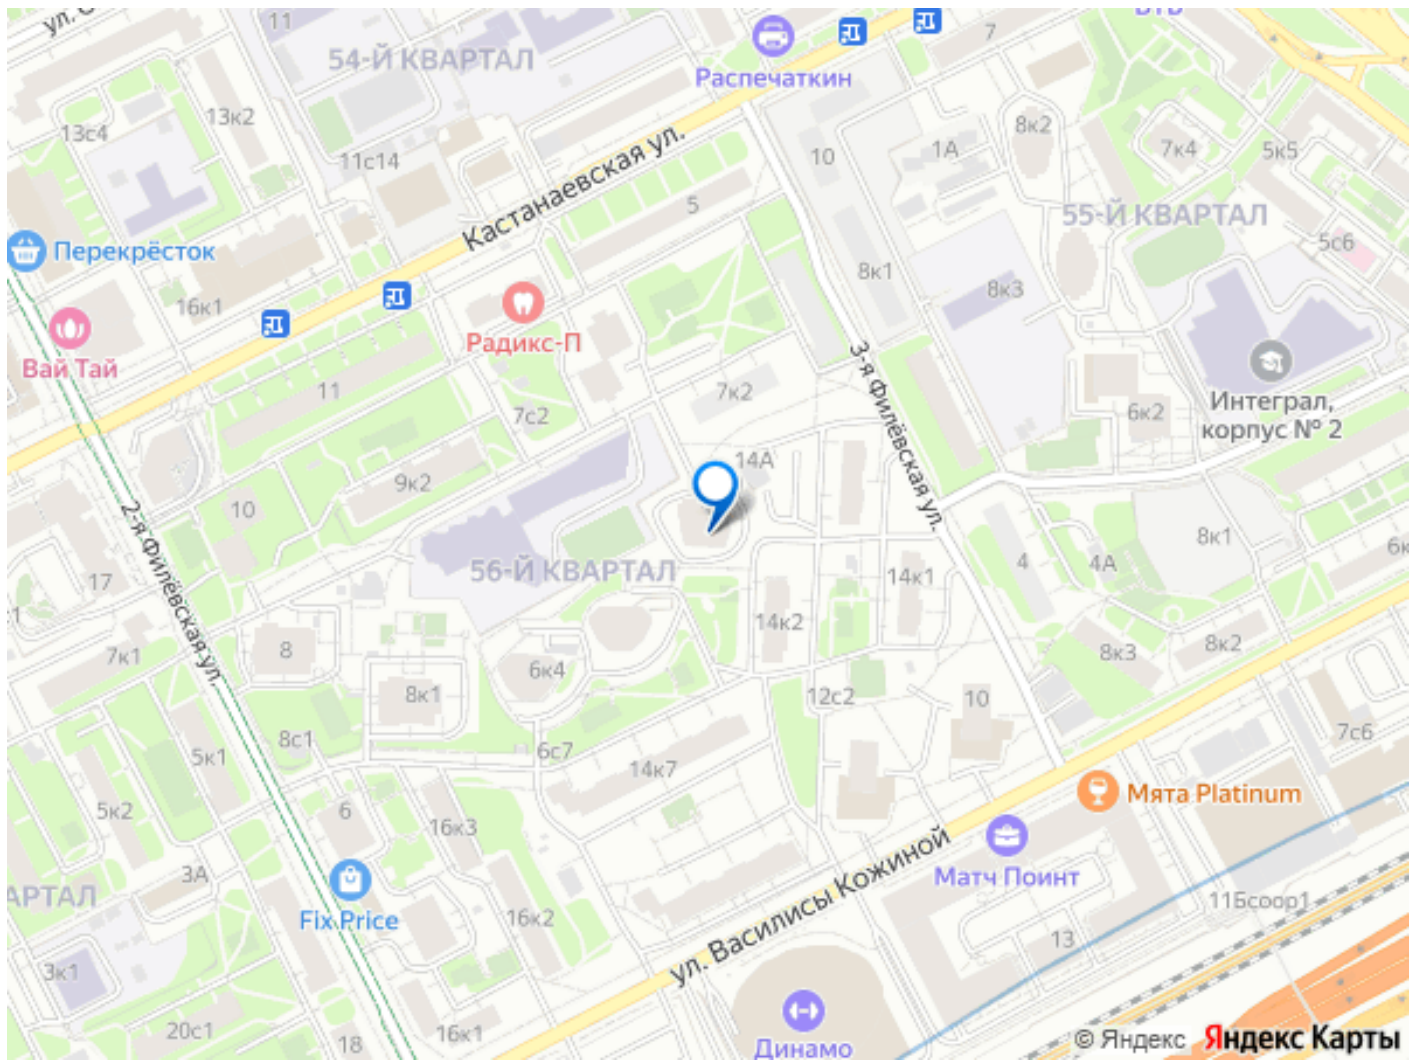 11
54-Й КВАРТАЛ
Распечаткин
7
13с4
13к2
11с14
Кастанаевская ул.
10
1А
8к2
7к4
5к5
5
55-Й КВАРТАЛ
5с6
Перекрёсток
16к1
8к1
8к3
Вай Тай
Радикс-П
11
7с2
7к2
3-я Филёвская ул.
6к2
Интеграл,
корпус № 2
9к2
14А
10
2-я Филёвская ул.
17
56-Й КВАРТАЛ
14к1
4
4А
8к1
7к1
8
6к4
14к2
8к3
8к2
8к1
12с2
10
8с1
6с7
5к1
14к7
7с6
5к2
6
16к3
Мята Platinum
3А
Fix Price
16к2
Матч Поинт
ул. Василисы Кожиной
11Бсоор1
13
3к1
20с1
18
16к1
Динамо
© Яндекс Яндекс Карты